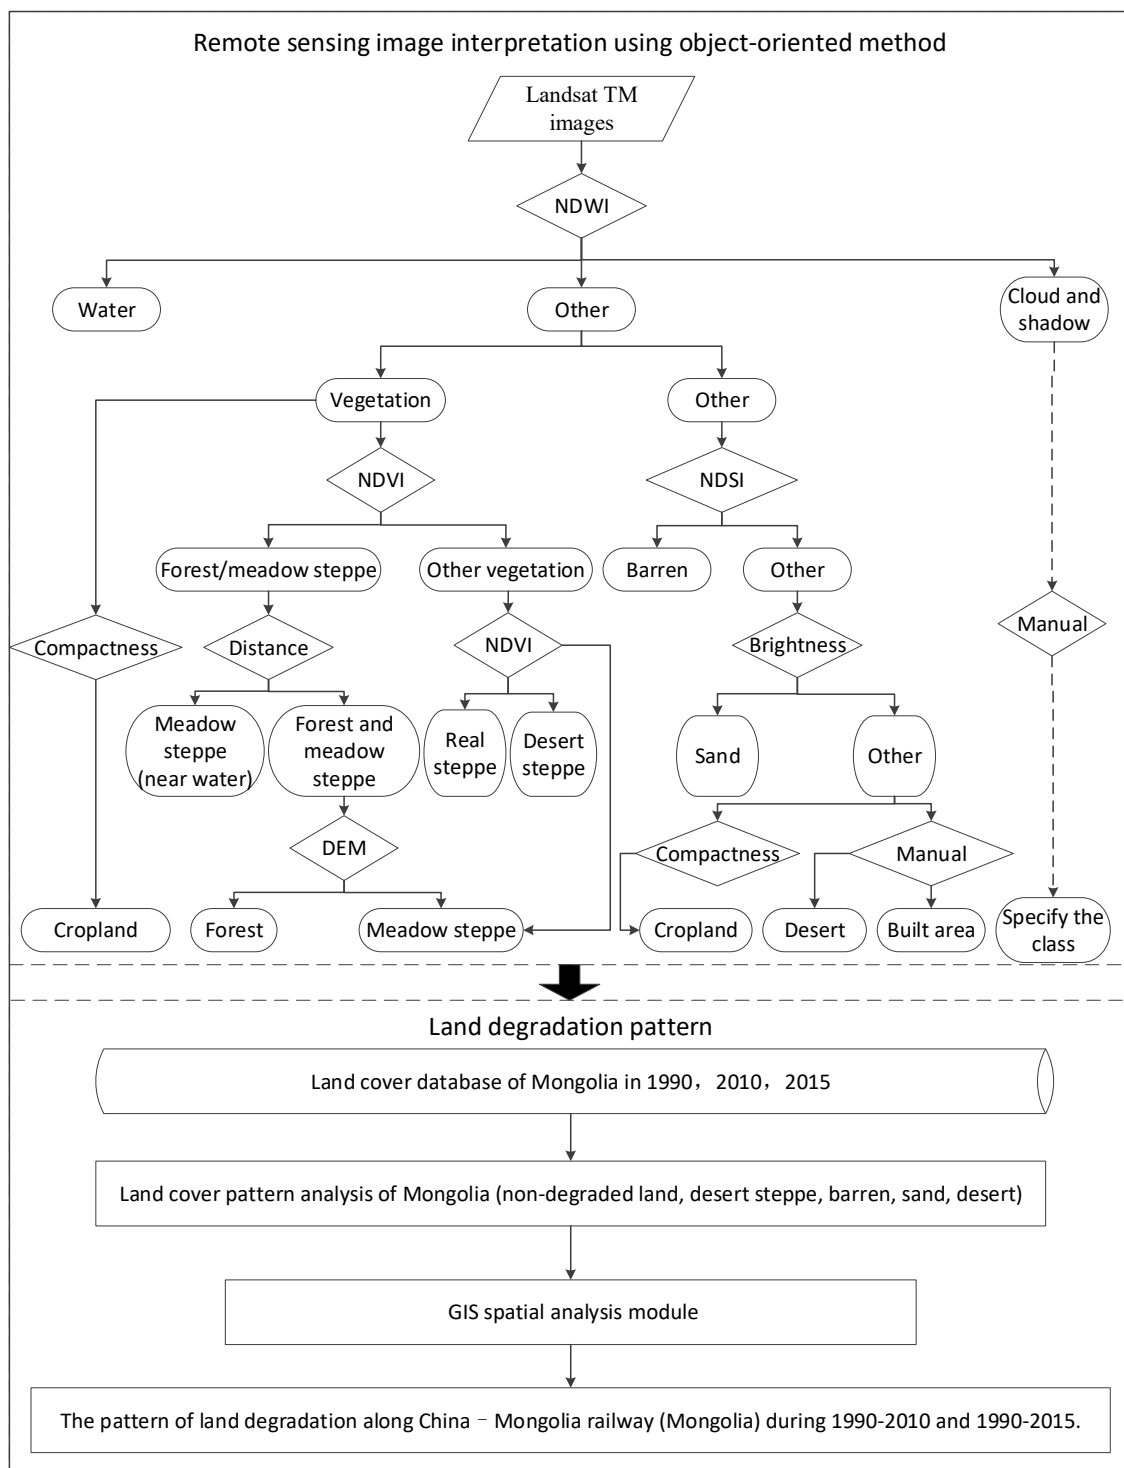 Remote sensing image interpretation using object-oriented method
Landsat TM
images
NDWI
Water
Other
Cloud and
shadow
Vegetation
Other
NDVI
NDSI
Forest/meadow steppe
Other vegetation
Barren
Other
Compactness
Distance
NDVI
Brightness
Manual
Meadow
steppe
(near water)
Forest and
meadow
steppe
Real
steppe
Desert
steppe
Sand
Other
DEM
Compactness
Manual
Cropland
Forest
Meadow steppe
Cropland
Desert
Built area
Specify the
class
Land degradation pattern
Land cover database of Mongolia in 1990，2010，2015
Land cover pattern analysis of Mongolia (non-degraded land, desert steppe, barren, sand, desert)
GIS spatial analysis module
The pattern of land degradation along China－Mongolia railway (Mongolia) during 1990-2010 and 1990-2015.